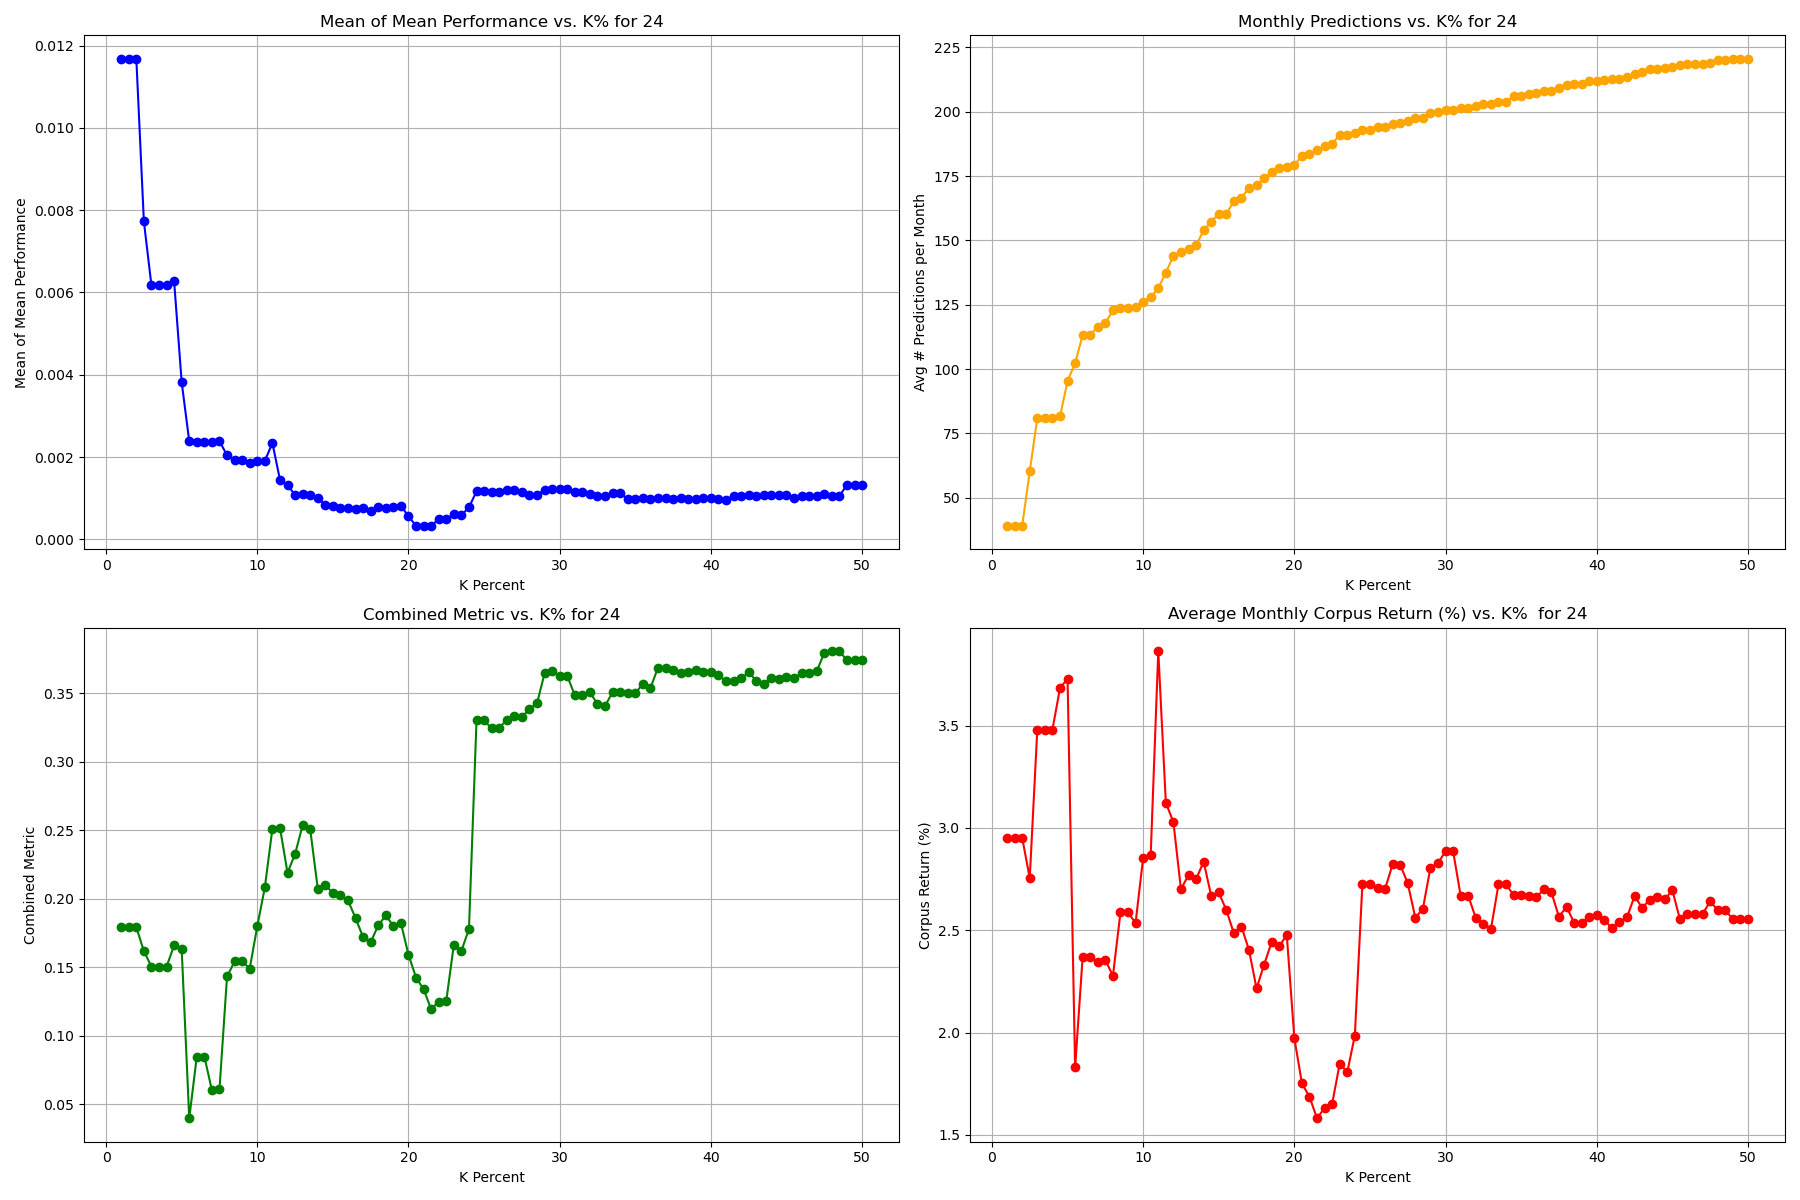 Mean of Mean Performance vs. K% for 24
0.012
0.010
0.008
0.006
0.004
0.002
0.000
Mean of Mean Performance
0 10 20 30 40 50
K Percent
Monthly Predictions vs. K% for 24
225
200
175
150
125
100
75
50
Avg # Predictions per Month
0 10 20 30 40 50
K Percent
Combined Metric vs. K% for 24
0.35
0.30
0.25
0.20
0.15
0.10
0.05
Combined Metric
0 10 20 30 40 50
K Percent
Average Monthly Corpus Return (%) vs. K%  for 24
3.5
3.0
2.5
2.0
1.5
Corpus Return (%)
0 10 20 30 40 50
K Percent